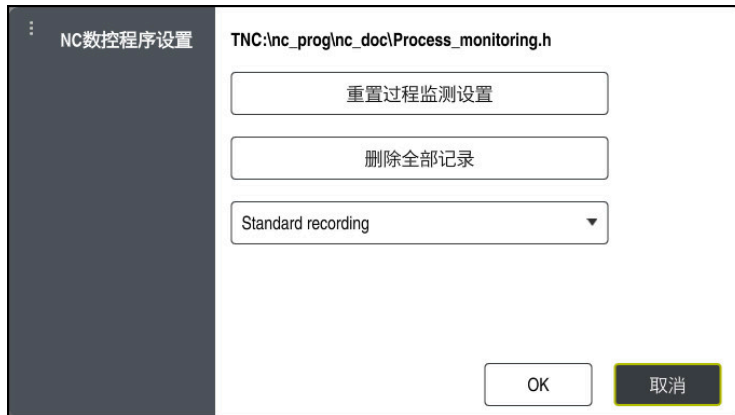 NC数控程序设置
TNC:\nc_prog\nc_doc\Process_monitoring.h
重置过程监测设置
删除全部记录
Standard recording
OK
取消